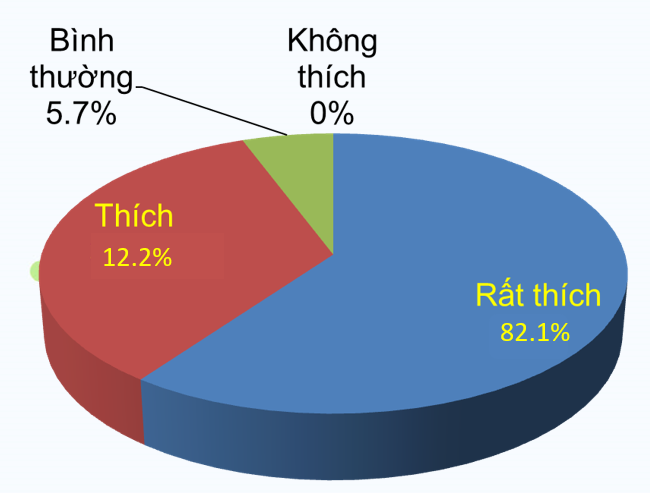 Bình
thường
5.7%
Không
thích
0%
Thích
12.2%
Rất thích
82.1%